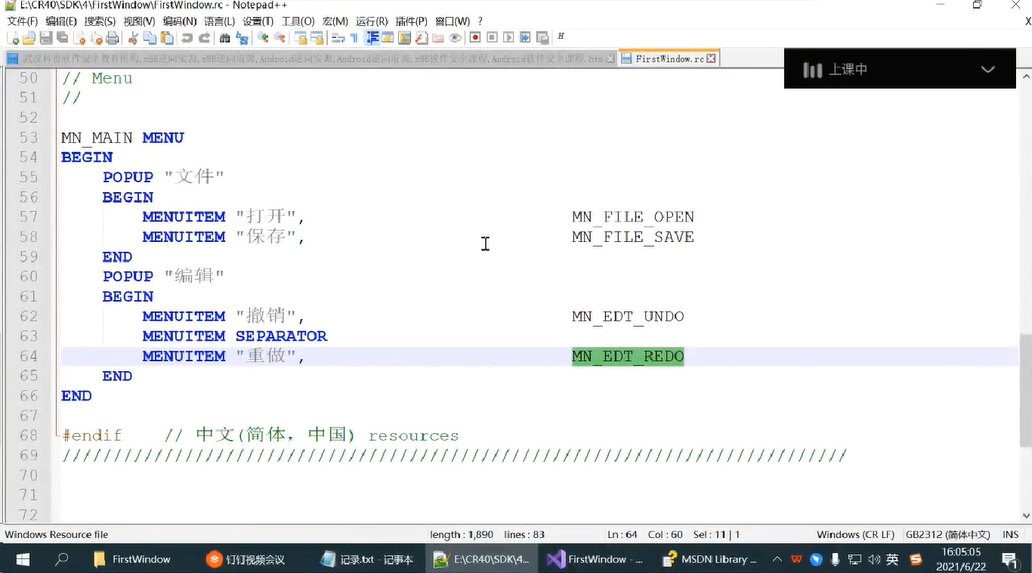 E:\CR40\SDK\4\FirstWindow\FirstWindow.rc - Notepad++
文件(F) 编辑(E) 搜索(S) 视图(V) 编码(N) 语言(L) 设置(T) 工具(O) 宏(M) 运行(R) 插件(P) 窗口(W) ?
FirstWindow.rc
上课中
50 // Menu
51 //
52
53 MN_MAIN MENU
54 BEGIN
55 POPUP "文件"
56 BEGIN
57 MENUITEM "打开", MN_FILE_OPEN
58 MENUITEM "保存", MN_FILE_SAVE
59 END
60 POPUP "编辑"
61 BEGIN
62 MENUITEM "撤销", MN_EDT_UNDO
63 MENUITEM SEPARATOR
64 MENUITEM "重做", MN_EDT_REDO
65 END
66 END
67
68 #endif // 中文(简体，中国) resources
69 /////////////////////////////////////////////////////////////////////////////
70
71
72
Windows Resource file length : 1,890 lines : 83 Ln : 64 Col : 60 Sel : 11 | 1 Windows (CR LF) GB2312 (简体中文) INS
FirstWindow 钉钉视频会议 记录.txt - 记事本 E:\CR40\SDK\4... FirstWindow - ... MSDN Library ... 英 16:05:05
2021/6/22